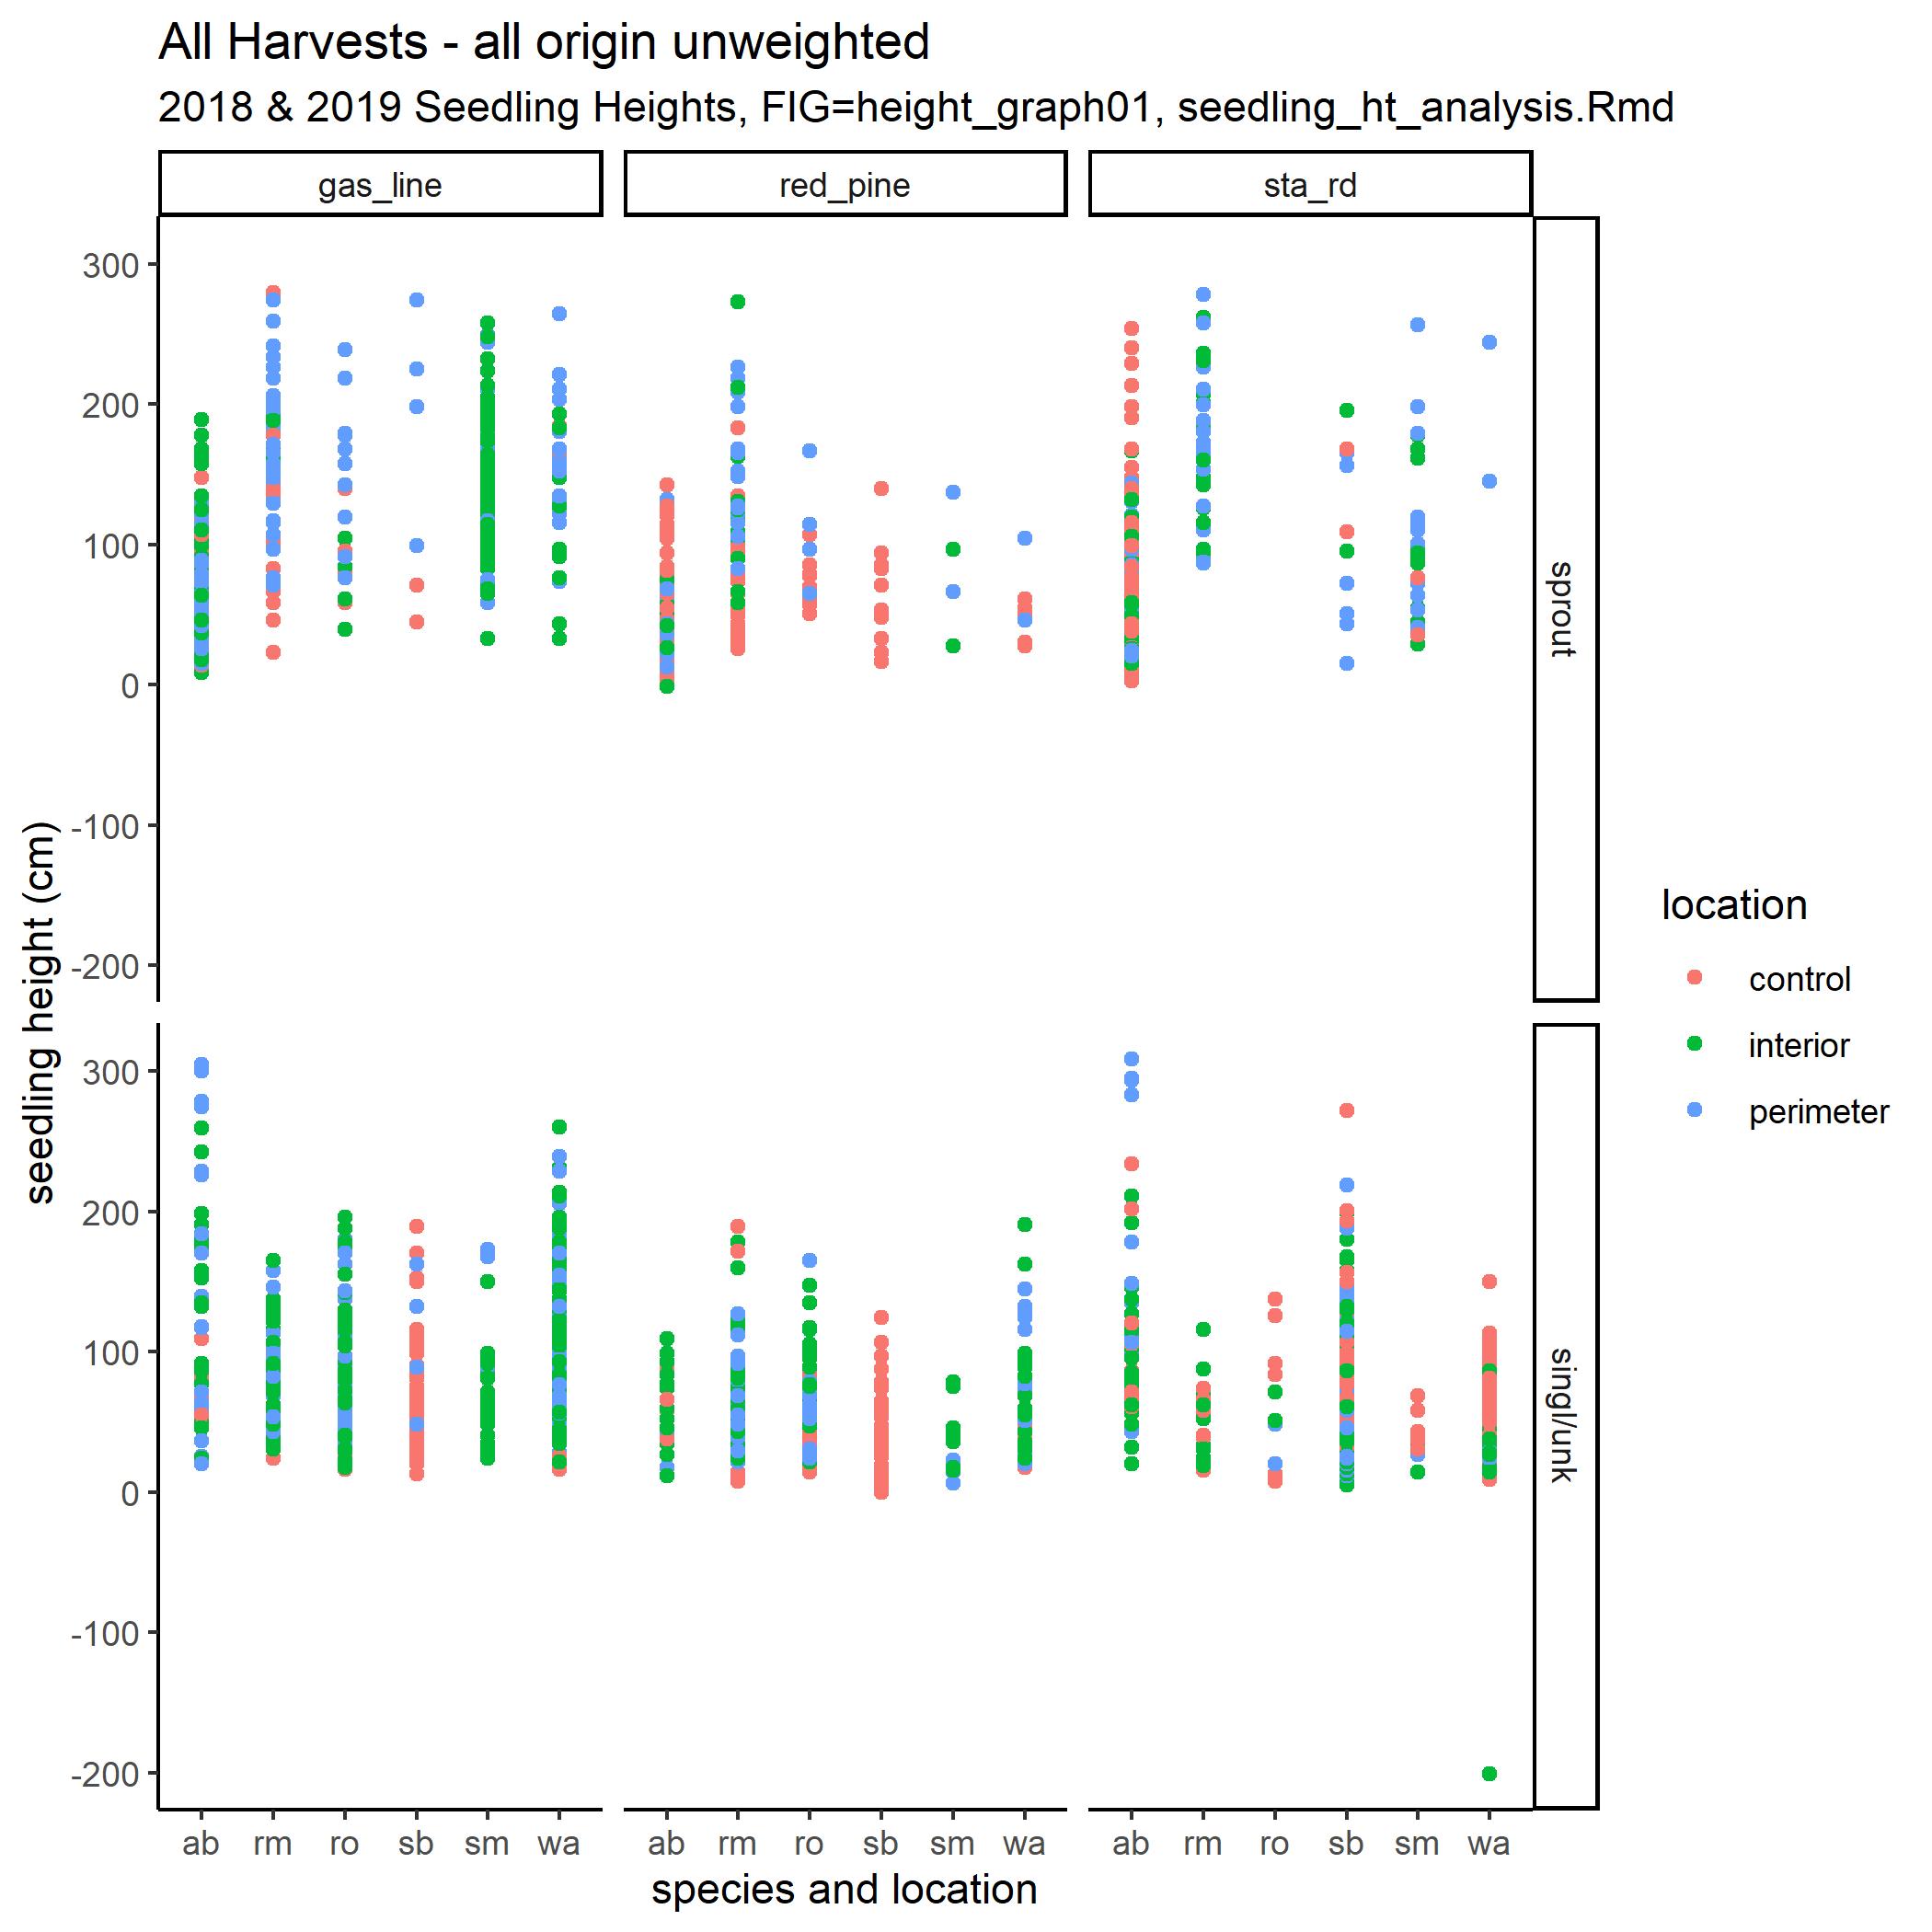 All Harvests - all origin unweighted
2018 & 2019 Seedling Heights, FIG=height_graph01, seedling_ht_analysis.Rmd
gas_line
red_pine
sta_rd
300
200
100
0
-100
-200
sprout
300
200
100
0
-100
-200
singl/unk
seedling height (cm)
ab rm ro sb sm wa
ab rm ro sb sm wa
ab rm ro sb sm wa
species and location
location
control
interior
perimeter